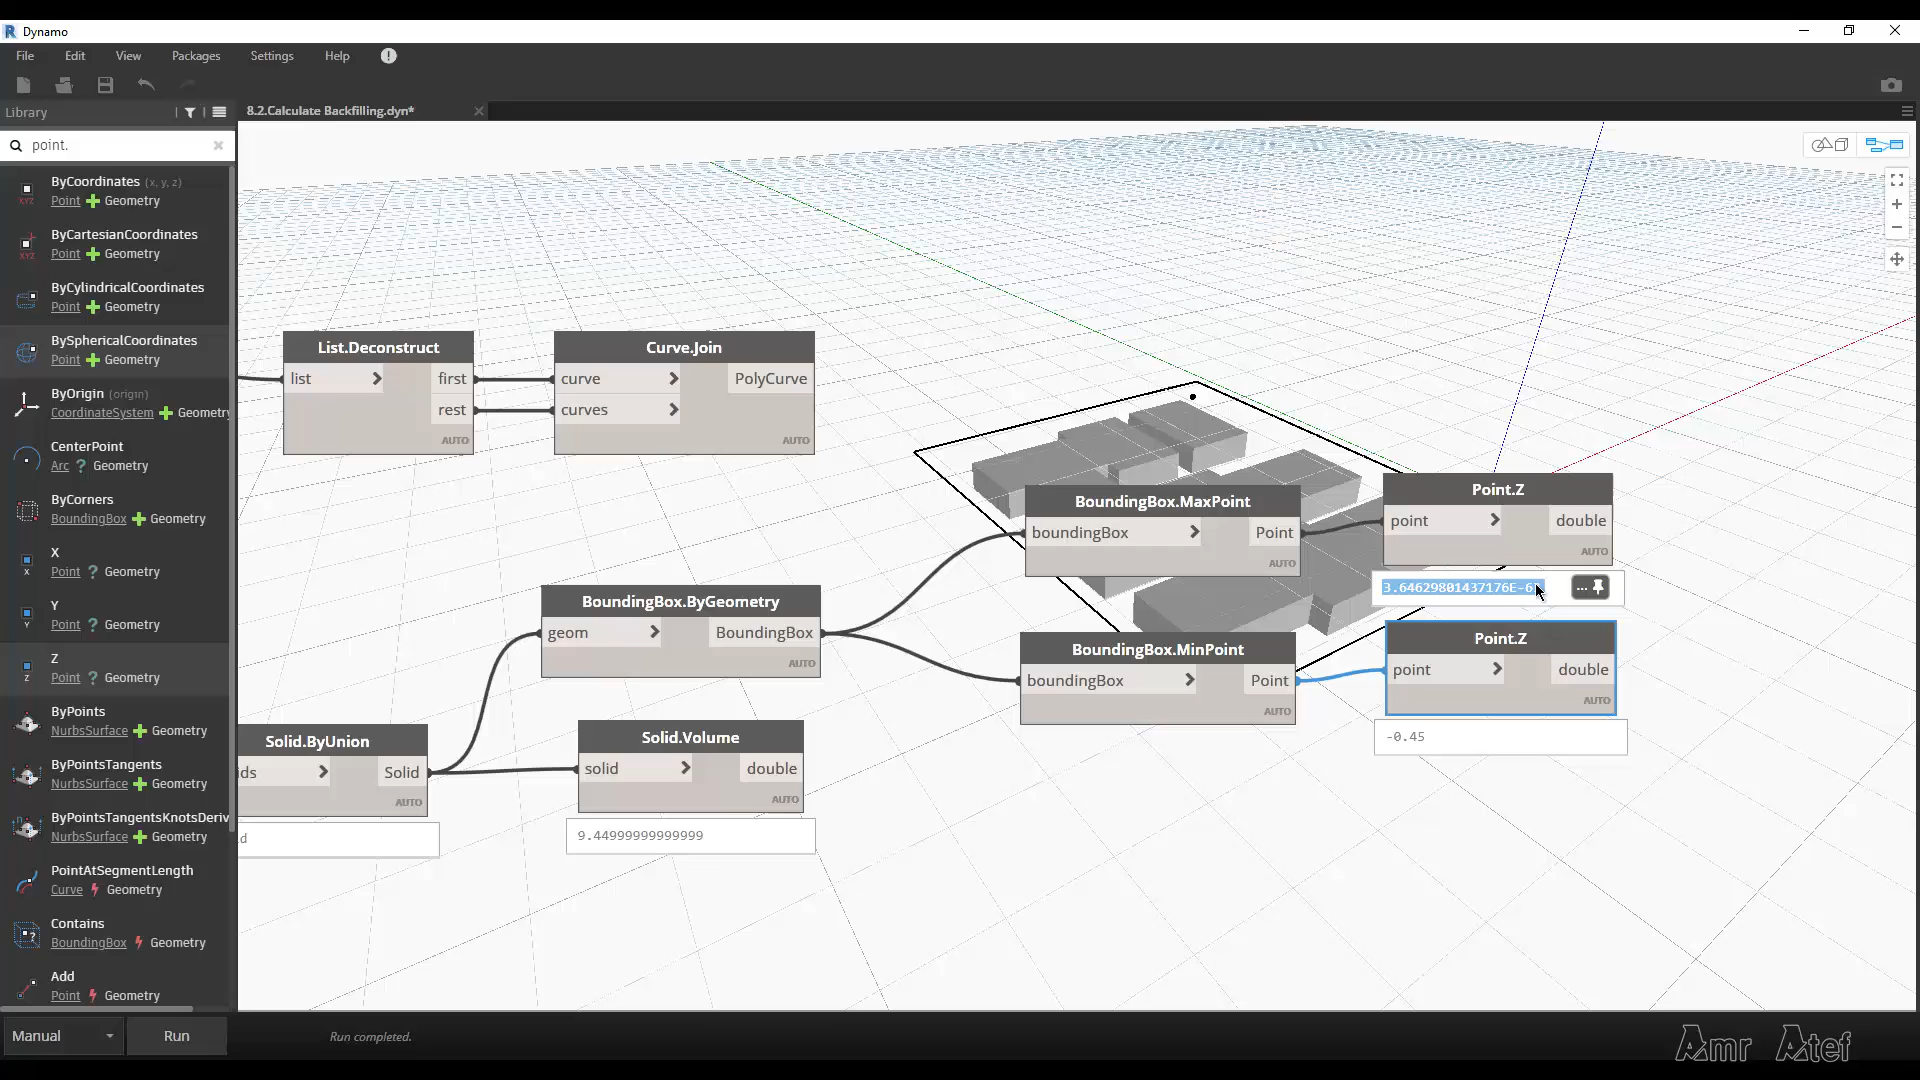 Dynamo
File Edit View Packages Settings Help
Library
8.2.Calculate Backfilling.dyn*
point.
ByCoordinates (x, y, z)
Point Geometry
ByCartesianCoordinates
Point Geometry
ByCylindricalCoordinates
Point Geometry
BySphericalCoordinates
Point Geometry
ByOrigin (origin)
CoordinateSystem Geometry
CenterPoint
Arc ? Geometry
ByCorners
BoundingBox Geometry
X
Point ? Geometry
Y
Point ? Geometry
Z
Point ? Geometry
ByPoints
NurbsSurface Geometry
ByPointsTangents
NurbsSurface Geometry
ByPointsTangentsKnotsDeriv
NurbsSurface Geometry
PointAtSegmentLength
Curve Geometry
Contains
BoundingBox Geometry
Add
Point Geometry
List.Deconstruct
list > first
rest
AUTO
Curve.Join
curve > PolyCurve
curves >
AUTO
BoundingBox.MaxPoint
boundingBox > Point
AUTO
Point.Z
point > double
AUTO
3.64629801437176E-6
BoundingBox.ByGeometry
geom > BoundingBox
AUTO
BoundingBox.MinPoint
boundingBox > Point
AUTO
Point.Z
point > double
AUTO
-0.45
Solid.ByUnion
ds > Solid
AUTO
d
Solid.Volume
solid > double
AUTO
9.44999999999999
Manual Run Run completed.
Amr Atef